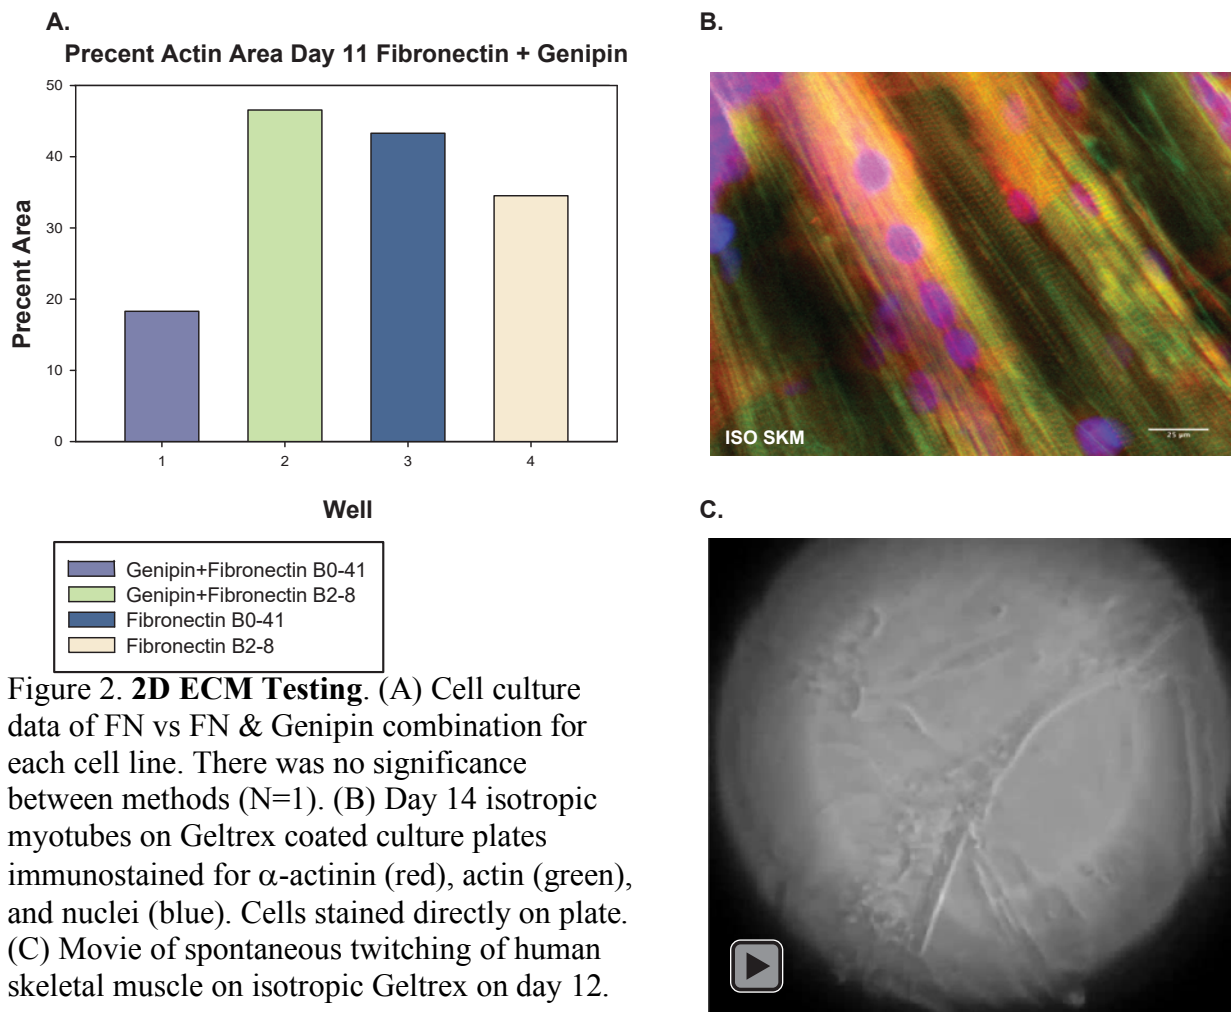 A.
Precent Actin Area Day 11 Fibronectin + Genipin
50
40
30
20
10
0
Precent Area
1 2 3 4
Well
Genipin+Fibronectin B0-41
Genipin+Fibronectin B2-8
Fibronectin B0-41
Fibronectin B2-8
Figure 2. 2D ECM Testing. (A) Cell culture
data of FN vs FN & Genipin combination for
each cell line. There was no significance
between methods (N=1). (B) Day 14 isotropic
myotubes on Geltrex coated culture plates
immunostained for α-actinin (red), actin (green),
and nuclei (blue). Cells stained directly on plate.
(C) Movie of spontaneous twitching of human
skeletal muscle on isotropic Geltrex on day 12.
B.
ISO SKM
25 µm
C.